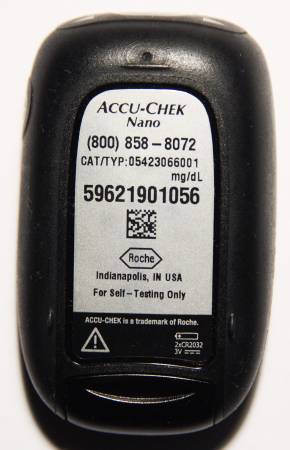 ACCU-CHEK
Nano
(800) 858-8072
CAT/TYP:05423066001
mg/dL
59621901056
Roche
Indianapolis, IN USA
For Self-Testing Only
ACCU-CHEK is a trademark of Roche.
2xCR2032
3V